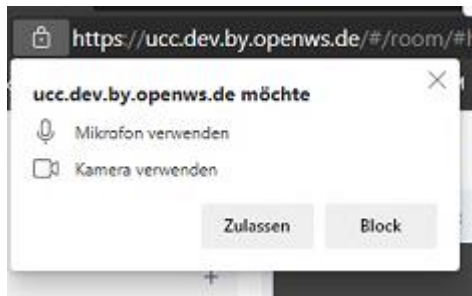 https://ucc.dev.by.openws.de/#/room/#
ucc.dev.by.openws.de möchte
Mikrofon verwenden
Kamera verwenden
Zulassen Block